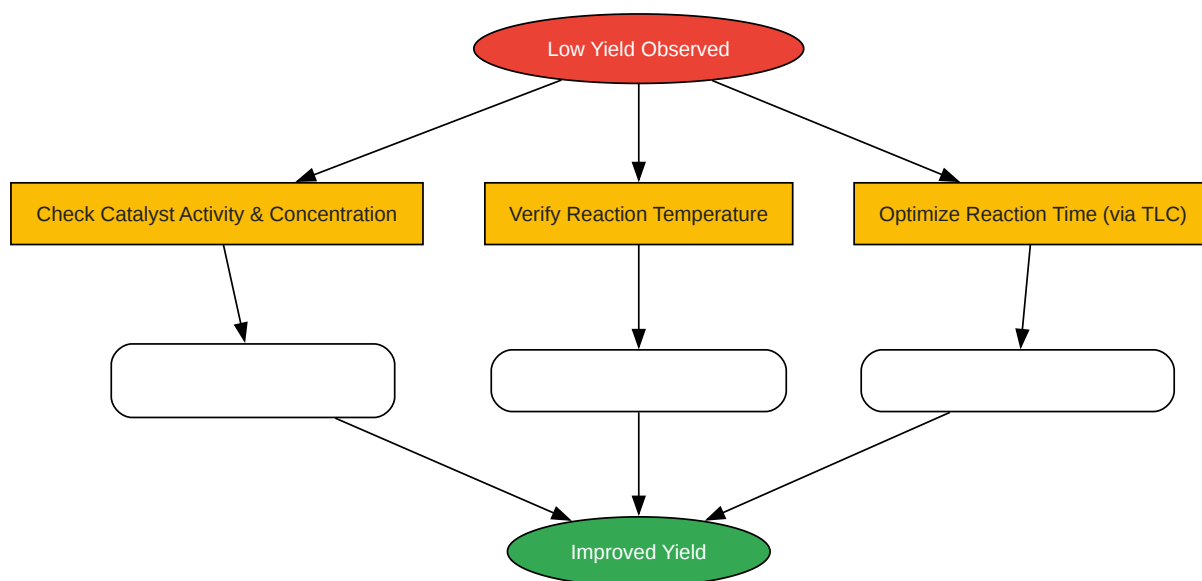 Low Yield Observed
Check Catalyst Activity & Concentration
Verify Reaction Temperature
Optimize Reaction Time (via TLC)
Improved Yield